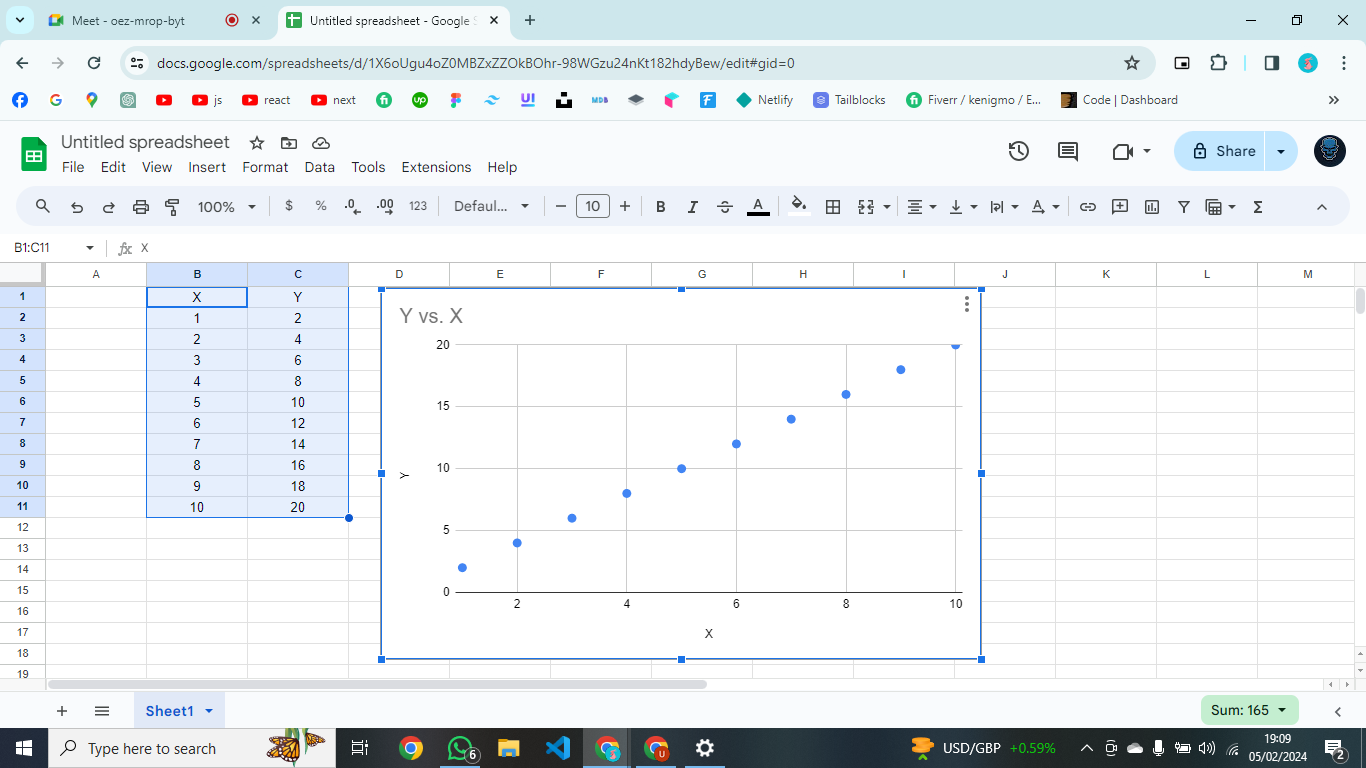 Meet - oez-mrop-byt
Untitled spreadsheet - Google S
docs.google.com/spreadsheets/d/1X6oUgu4oZ0MBZxZZOkBOhr-98WGzu24nKt182hdyBew/edit#gid=0
js
react
next
up
UI
MDB
Netlify
Tailblocks
Fiverr / kenigmo / E...
Code | Dashboard
Untitled spreadsheet
File Edit View Insert Format Data Tools Extensions Help
Share
100% $ % .0 .00 123 Defaul... 10 B I S A
B1:C11 fx X
A B C D E F G H I J K L M
1 X Y
2 1 2
3 2 4
4 3 6
5 4 8
6 5 10
7 6 12
8 7 14
9 8 16
10 9 18
11 10 20
12
13
14
15
16
17
18
19
Y vs. X
20
15
10
5
0
Y
2 4 6 8 10
X
Sheet1
Sum: 165
Type here to search
6
U
USD/GBP +0.59%
19:09
05/02/2024
2